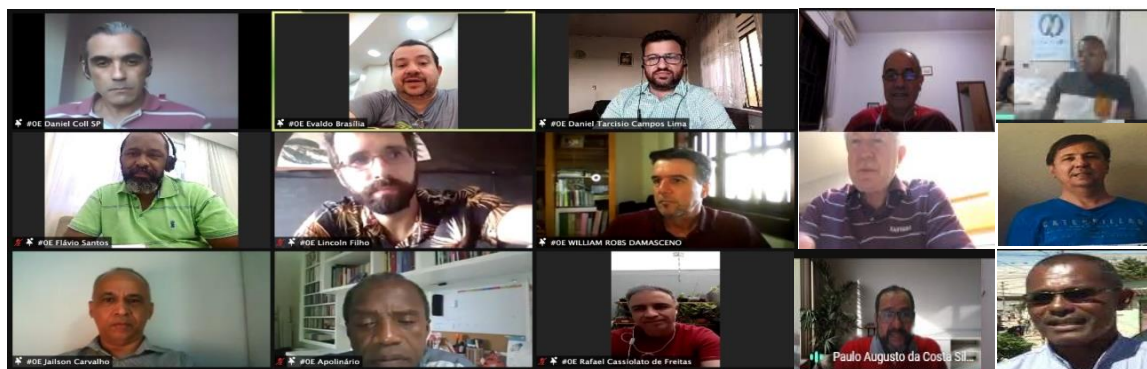 #0E Daniel Coll SP
#0E Evaldo Brasília
#0E Daniel Tarcísio Campos Lima
#0E Flávio Santos
#0E Lincoln Filho
#0E WILLIAM ROBS DAMASCENO
#0E Jailson Carvalho
#0E Apolinário
#0E Rafael Cassiolato de Freitas
Paulo Augusto da Costa Sil...